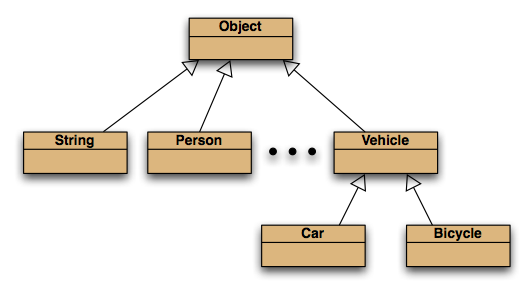 Object
String
Person
Vehicle
Car
Bicycle